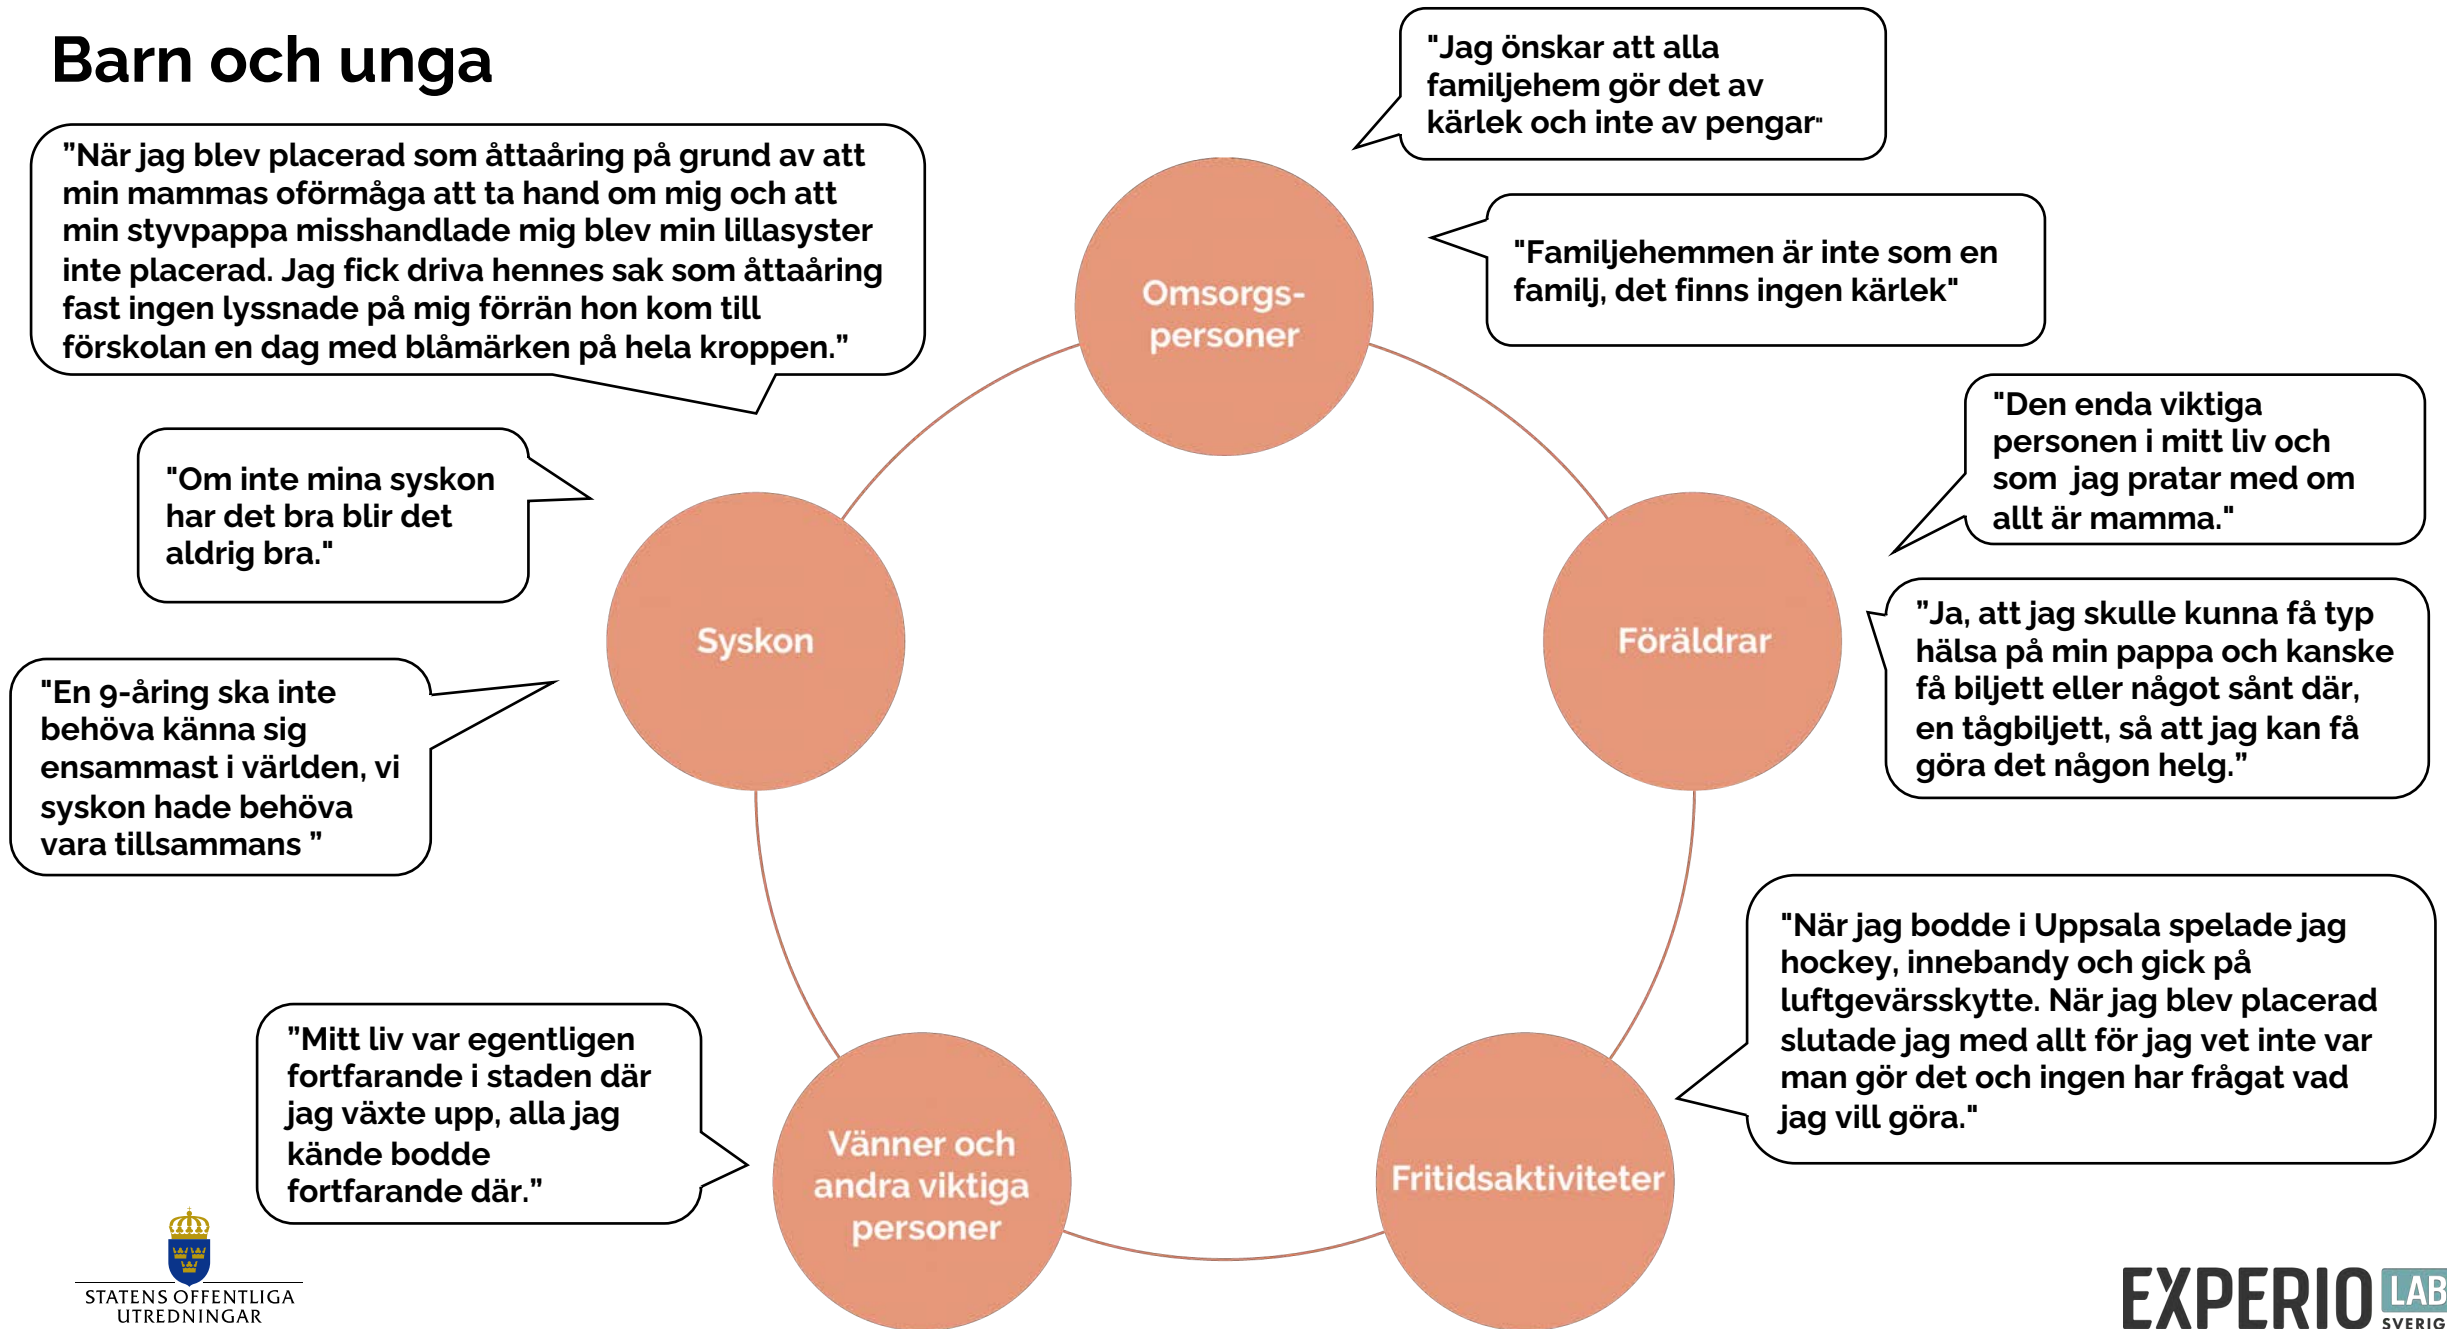 Barn och unga
"Jag önskar att alla
familjehem gör det av
kärlek och inte av pengar"
”När jag blev placerad som åttaåring på grund av att
min mammas oförmåga att ta hand om mig och att
min styvpappa misshandlade mig blev min lillasyster
inte placerad. Jag fick driva hennes sak som åttaåring
fast ingen lyssnade på mig förrän hon kom till
förskolan en dag med blåmärken på hela kroppen.”
"Familjehemmen är inte som en
familj, det finns ingen kärlek"
Omsorgs-
personer
"Den enda viktiga
personen i mitt liv och
som jag pratar med om
allt är mamma."
"Om inte mina syskon
har det bra blir det
aldrig bra."
Syskon
Föräldrar
”Ja, att jag skulle kunna få typ
hälsa på min pappa och kanske
få biljett eller något sånt där,
en tågbiljett, så att jag kan få
göra det någon helg.”
"En 9-åring ska inte
behöva känna sig
ensammast i världen, vi
syskon hade behöva
vara tillsammans ”
"När jag bodde i Uppsala spelade jag
hockey, innebandy och gick på
luftgevärsskytte. När jag blev placerad
slutade jag med allt för jag vet inte var
man gör det och ingen har frågat vad
jag vill göra."
”Mitt liv var egentligen
fortfarande i staden där
jag växte upp, alla jag
kände bodde
fortfarande där.”
Vänner och
andra viktiga
personer
Fritidsaktiviteter
STATENS OFFENTLIGA
UTREDNINGAR
EXPERIO LAB
SVERIG